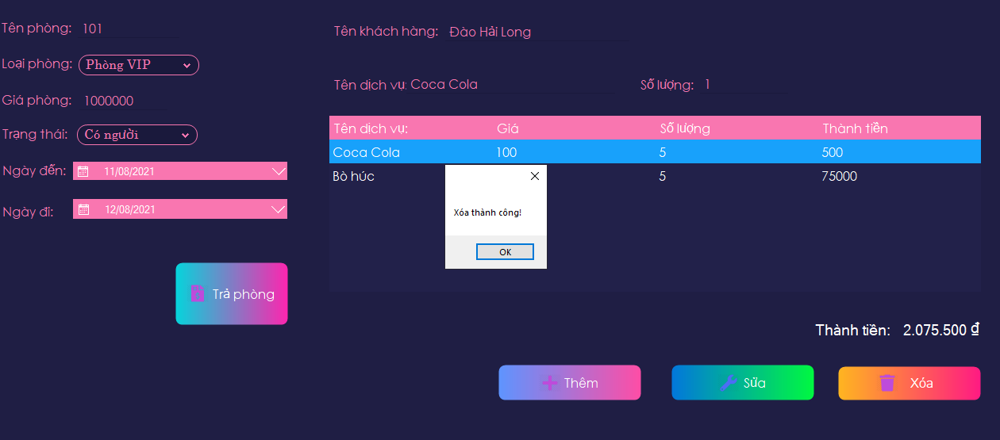 Tên phòng: 101
Loại phòng: Phòng VIP
Giá phòng: 1000000
Trạng thái: Có người
Ngày đến: 11/08/2021
Ngày đi: 12/08/2021
Trả phòng
Tên khách hàng: Đào Hải Long
Tên dịch vụ: Coca Cola Số lượng: 1
Tên dịch vụ: Giá Số lượng Thành tiền
Coca Cola 100 5 500
Bò húc 5 75000
Xóa thành công!
OK
Thành tiền: 2.075.500 ₫
Thêm Sửa Xóa